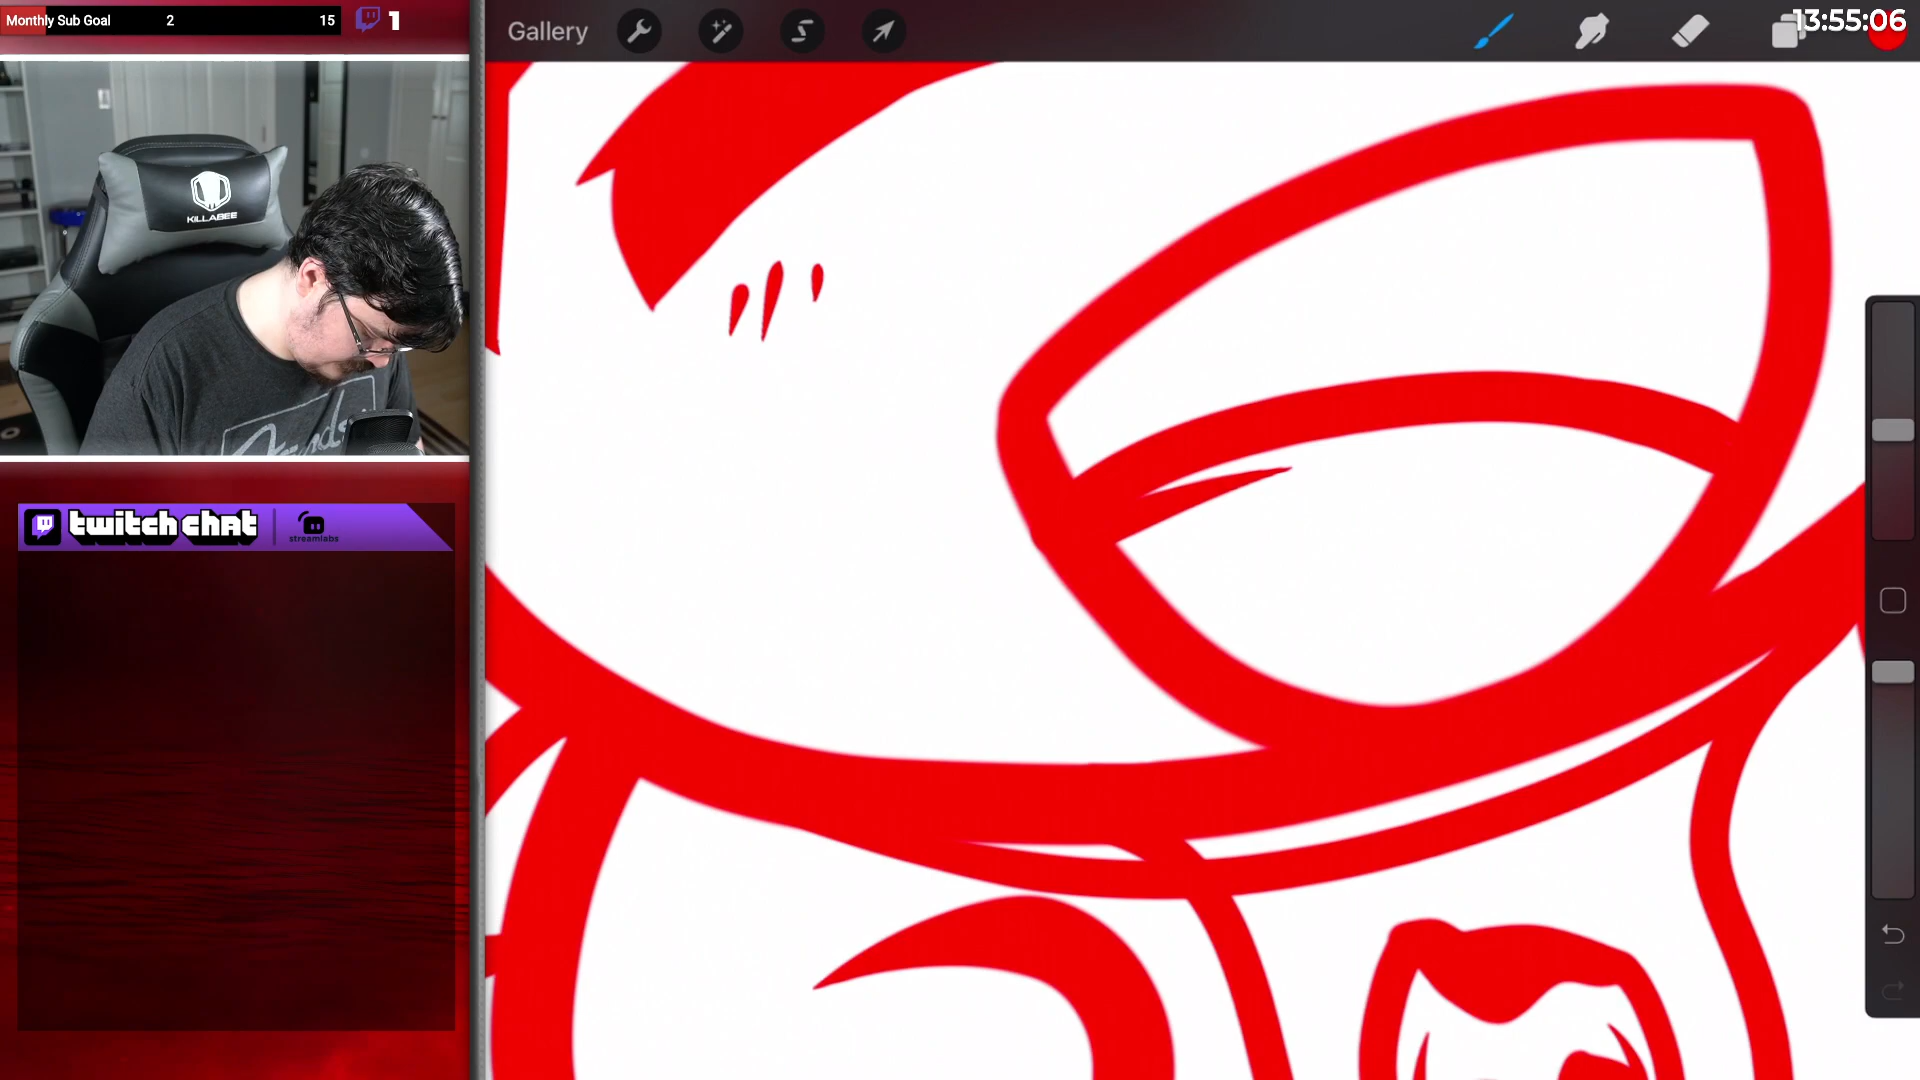 Monthly Sub Goal 2 15 1
Gallery
13:55:06
KILLABEE
twitch chat
streamlabs